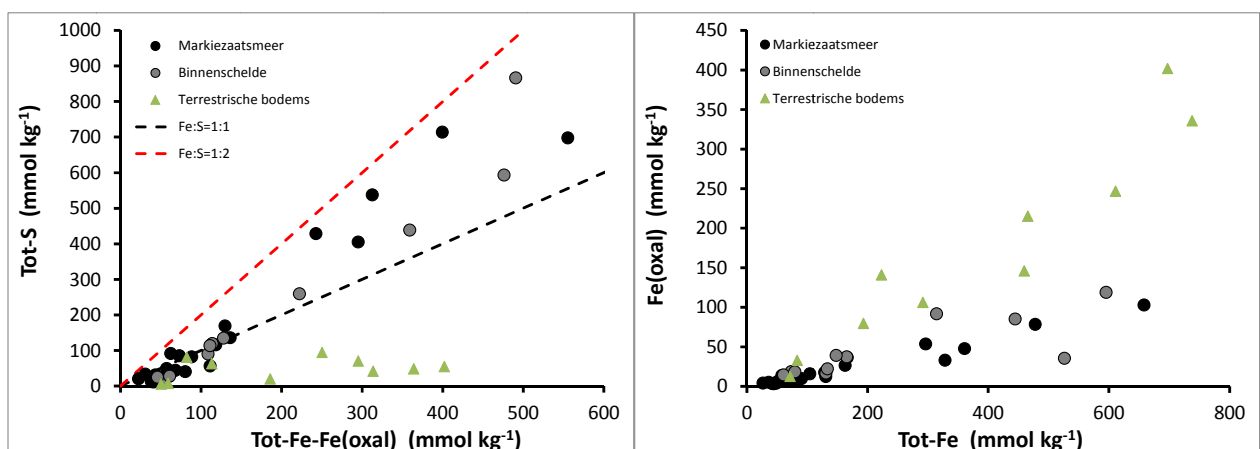 1000
900
800
700
600
500
400
300
200
100
0
Tot-S (mmol kg-1)
Markiezaatsmeer
Binnenschelde
Terrestrische bodems
Fe:S=1:1
Fe:S=1:2
0 100 200 300 400 500 600
Tot-Fe-Fe(oxal) (mmol kg-1)
450
400
350
300
250
200
150
100
50
0
Fe(oxal) (mmol kg-1)
Markiezaatsmeer
Binnenschelde
Terrestrische bodems
0 200 400 600 800
Tot-Fe (mmol kg-1)